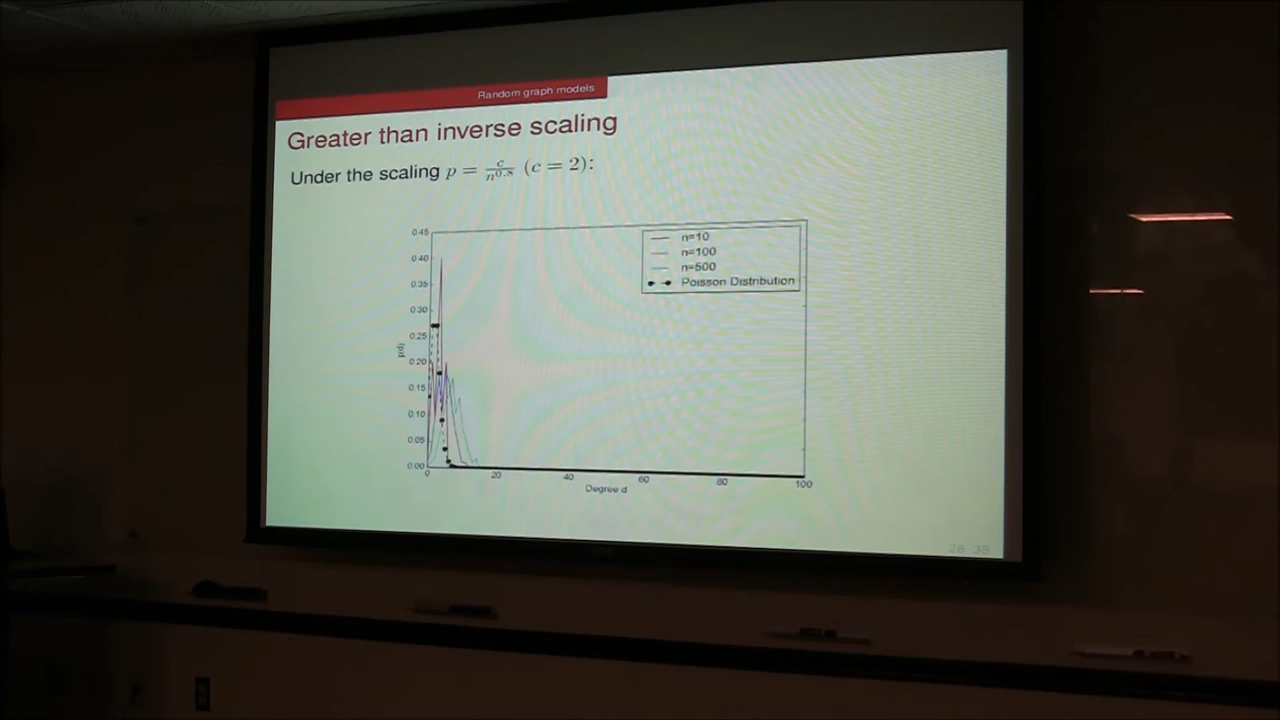 Random graph models
Greater than inverse scaling
Under the scaling p = c/n^0.8 (c = 2):
0.45
0.40
0.35
0.30
0.25
0.20
0.15
0.10
0.05
0.00
p(d)
n=10
n=100
n=500
Poisson Distribution
0 20 40 60 80 100
Degree d